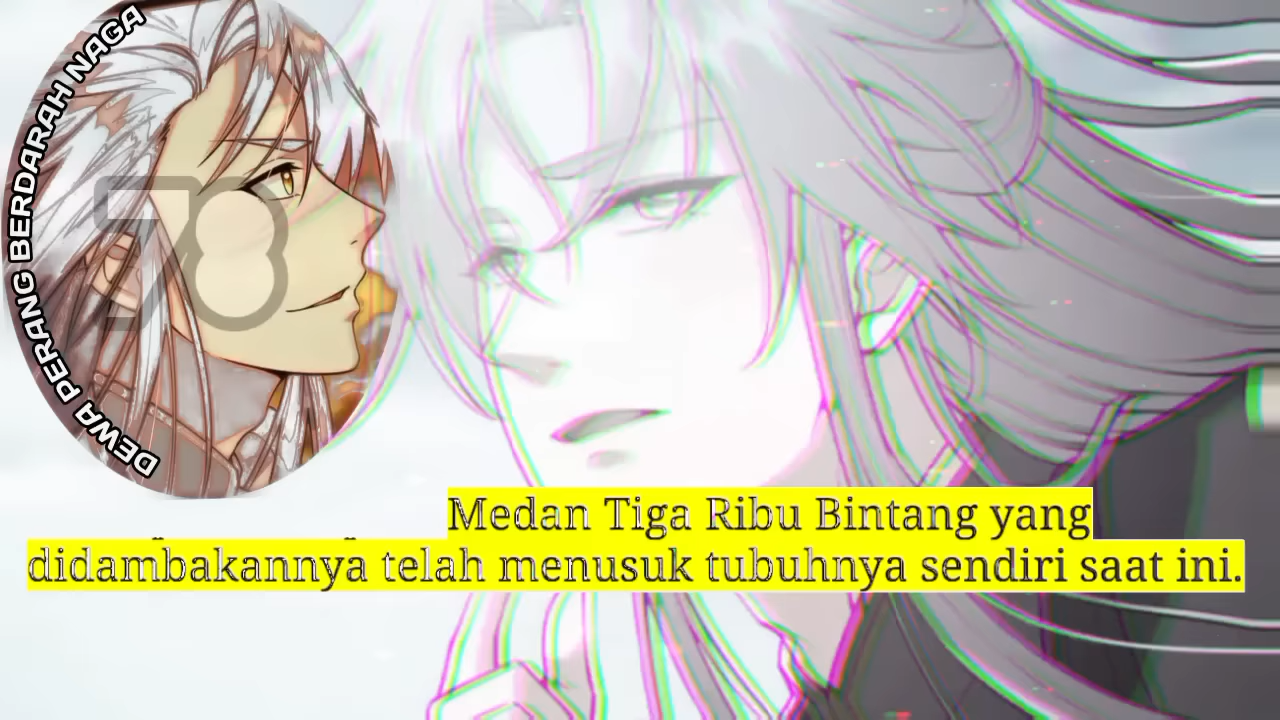 DEWA PERANG BERDARAH NAGA
78
Medan Tiga Ribu Bintang yang
didambakannya telah menusuk tubuhnya sendiri saat ini.